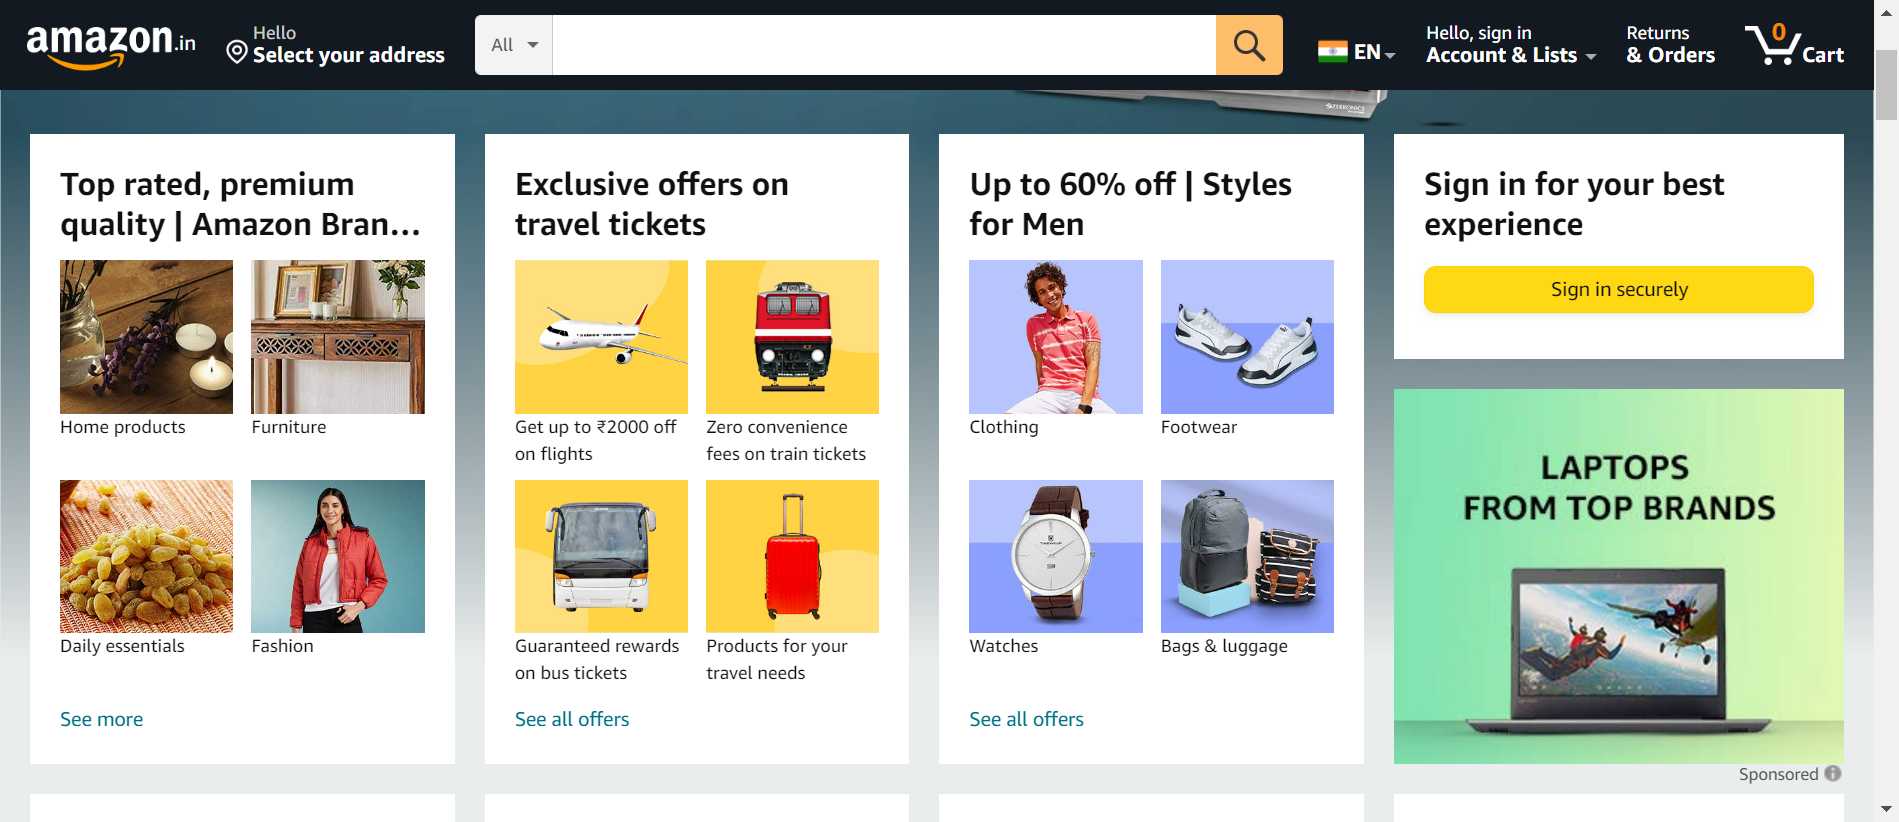 amazon.in
Hello
Select your address
All
EN
Hello, sign in
Account & Lists
Returns
& Orders
0
Cart
ZEBRONICS
Top rated, premium
quality | Amazon Bran...
Home products
Furniture
Daily essentials
Fashion
See more
Exclusive offers on
travel tickets
Get up to ₹2000 off
on flights
Zero convenience
fees on train tickets
Guaranteed rewards
on bus tickets
Products for your
travel needs
See all offers
Up to 60% off | Styles
for Men
Clothing
Footwear
Watches
Bags & luggage
See all offers
Sign in for your best
experience
Sign in securely
LAPTOPS
FROM TOP BRANDS
Sponsored